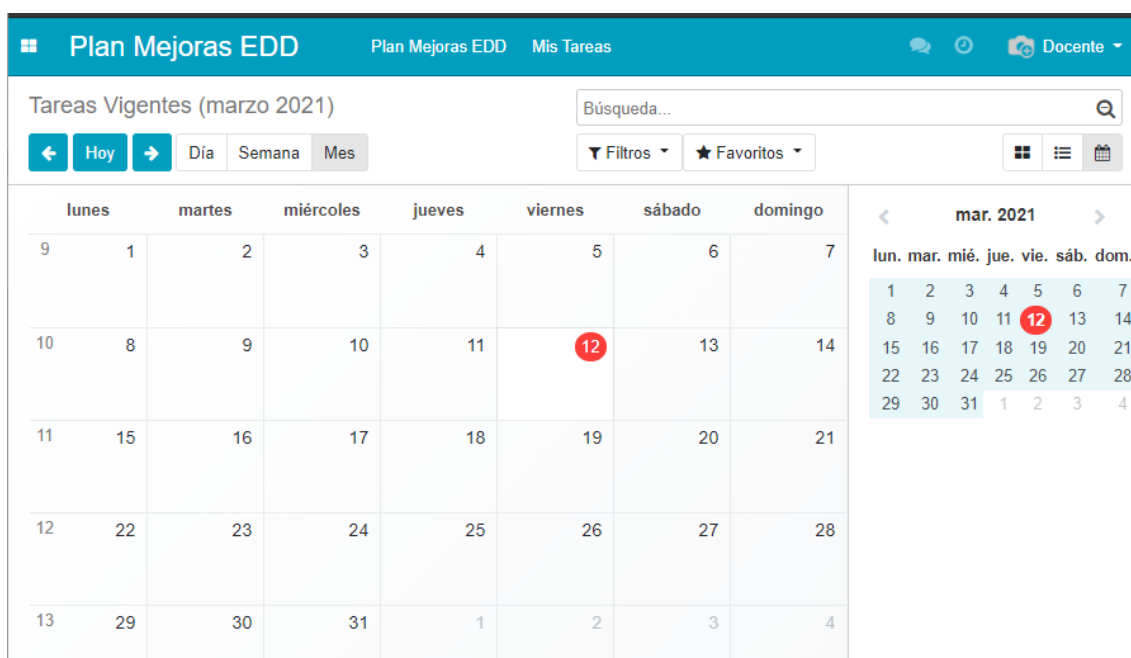 Plan Mejoras EDD Plan Mejoras EDD Mis Tareas Docente
Tareas Vigentes (marzo 2021) Búsqueda...
Hoy Día Semana Mes Filtros Favoritos
lunes martes miércoles jueves viernes sábado domingo
9 1 2 3 4 5 6 7
10 8 9 10 11 12 13 14
11 15 16 17 18 19 20 21
12 22 23 24 25 26 27 28
13 29 30 31 1 2 3 4
mar. 2021
lun. mar. mié. jue. vie. sáb. dom.
1 2 3 4 5 6 7
8 9 10 11 12 13 14
15 16 17 18 19 20 21
22 23 24 25 26 27 28
29 30 31 1 2 3 4